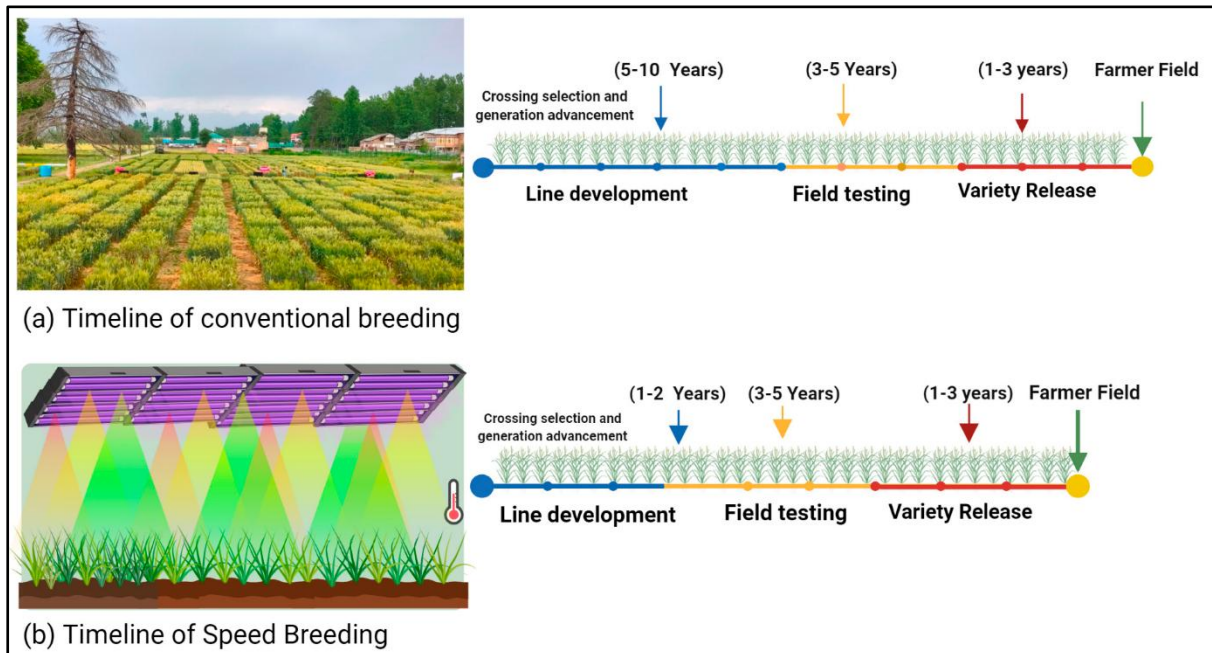 (5-10 Years)
(3-5 Years)
(1-3 years)
Farmer Field
Crossing selection and
generation advancement
Line development
Field testing
Variety Release
(a) Timeline of conventional breeding
(1-2 Years)
(3-5 Years)
(1-3 years)
Farmer Field
Crossing selection and
generation advancement
Line development
Field testing
Variety Release
(b) Timeline of Speed Breeding